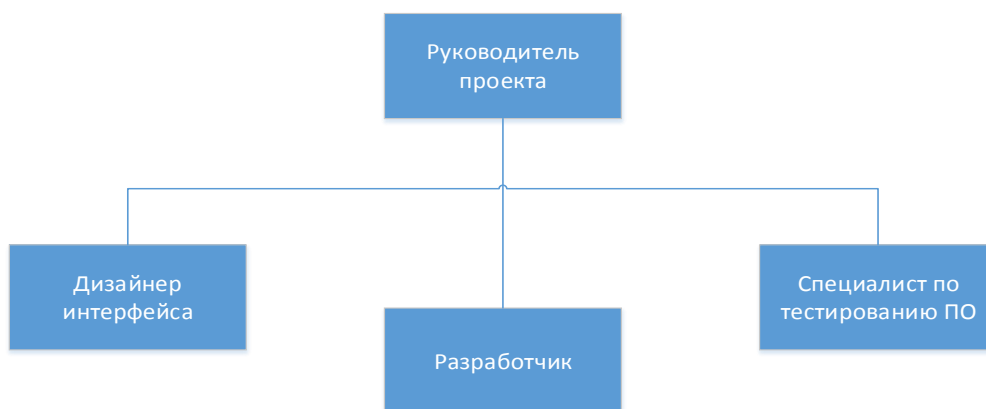 Руководитель
проекта
Дизайнер
интерфейса
Разработчик
Специалист по
тестированию ПО